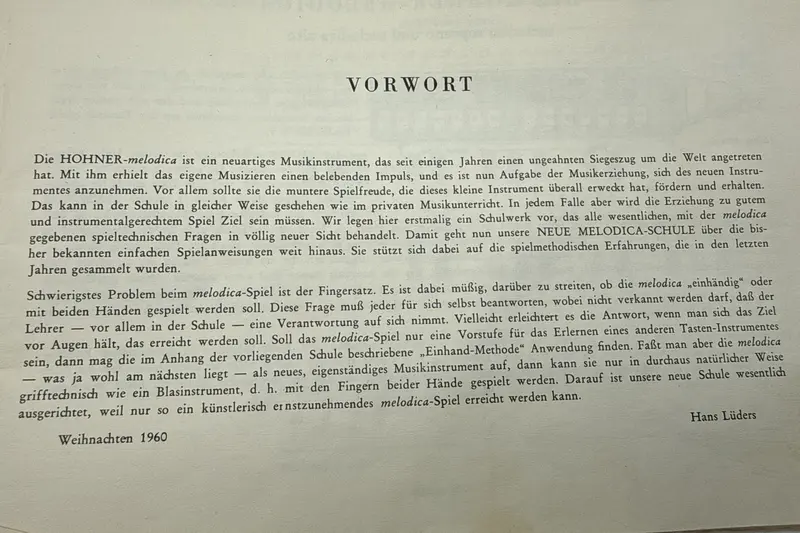 VORWORT
Die HOHNER-melodica ist ein neuartiges Musikinstrument, das seit einigen Jahren einen ungeahnten Siegeszug um die Welt angetreten
hat. Mit ihm erhielt das eigene Musizieren einen belebenden Impuls, und es ist nun Aufgabe der Musikerziehung, sich des neuen Instru-
mentes anzunehmen. Vor allem sollte sie die muntere Spielfreude, die dieses kleine Instrument überall erweckt hat, fördern und erhalten.
Das kann in der Schule in gleicher Weise geschehen wie im privaten Musikunterricht. In jedem Falle aber wird die Erziehung zu gutem
und instrumentalgerechtem Spiel Ziel sein müssen. Wir legen hier erstmalig ein Schulwerk vor, das alle wesentlichen, mit der melodica
gegebenen spieltechnischen Fragen in völlig neuer Sicht behandelt. Damit geht nun unsere NEUE MELODICA-SCHULE über die bis-
her bekannten einfachen Spielanweisungen weit hinaus. Sie stützt sich dabei auf die spielmethodischen Erfahrungen, die in den letzten
Jahren gesammelt wurden.
Schwierigstes Problem beim melodica-Spiel ist der Fingersatz. Es ist dabei müßig, darüber zu streiten, ob die melodica „einhändig" oder
mit beiden Händen gespielt werden soll. Diese Frage muß jeder für sich selbst beantworten, wobei nicht verkannt werden darf, daß der
Lehrer — vor allem in der Schule — eine Verantwortung auf sich nimmt. Vielleicht erleichtert es die Antwort, wenn man sich das Ziel
vor Augen hält, das erreicht werden soll. Soll das melodica-Spiel nur eine Vorstufe für das Erlernen eines anderen Tasten-Instrumentes
sein, dann mag die im Anhang der vorliegenden Schule beschriebene „Einhand-Methode" Anwendung finden. Faßt man aber die melodica
— was ja wohl am nächsten liegt — als neues, eigenständiges Musikinstrument auf, dann kann sie nur in durchaus natürlicher Weise
grifftechnisch wie ein Blasinstrument, d. h. mit den Fingern beider Hände gespielt werden. Darauf ist unsere neue Schule wesentlich
ausgerichtet, weil nur so ein künstlerisch ernstzunehmendes melodica-Spiel erreicht werden kann.
Hans Lüders
Weihnachten 1960